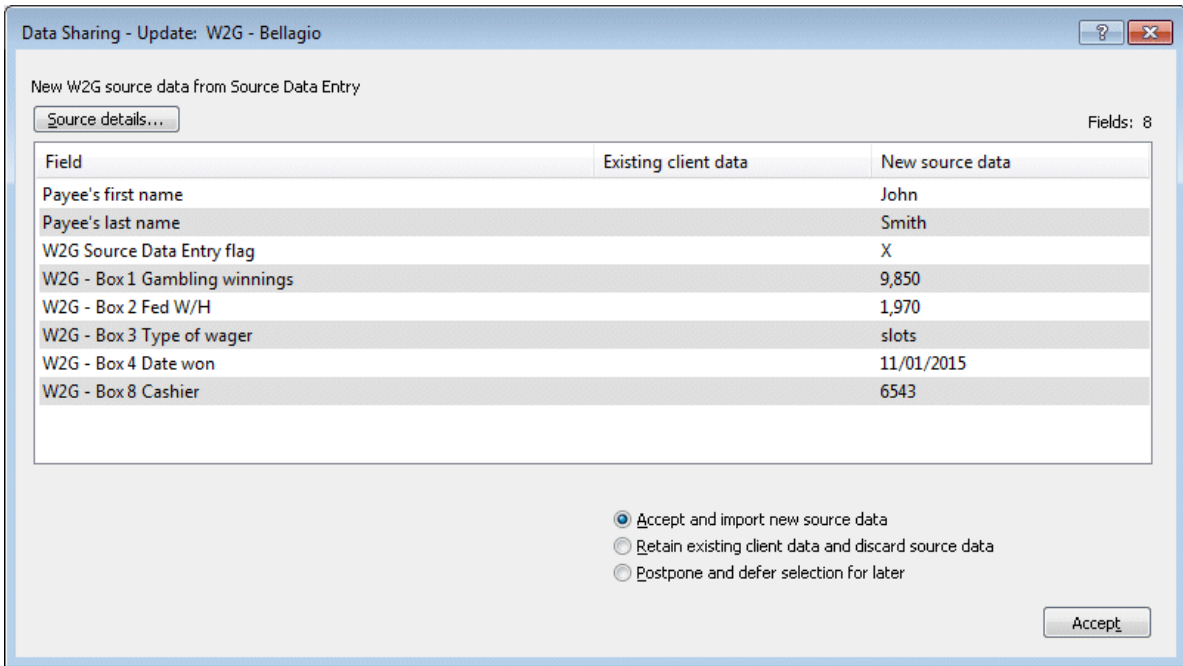 Data Sharing - Update: W2G - Bellagio
New W2G source data from Source Data Entry
Source details...
Fields: 8
Field Existing client data New source data
Payee's first name John
Payee's last name Smith
W2G Source Data Entry flag X
W2G - Box 1 Gambling winnings 9,850
W2G - Box 2 Fed W/H 1,970
W2G - Box 3 Type of wager slots
W2G - Box 4 Date won 11/01/2015
W2G - Box 8 Cashier 6543
Accept and import new source data
Retain existing client data and discard source data
Postpone and defer selection for later
Accept